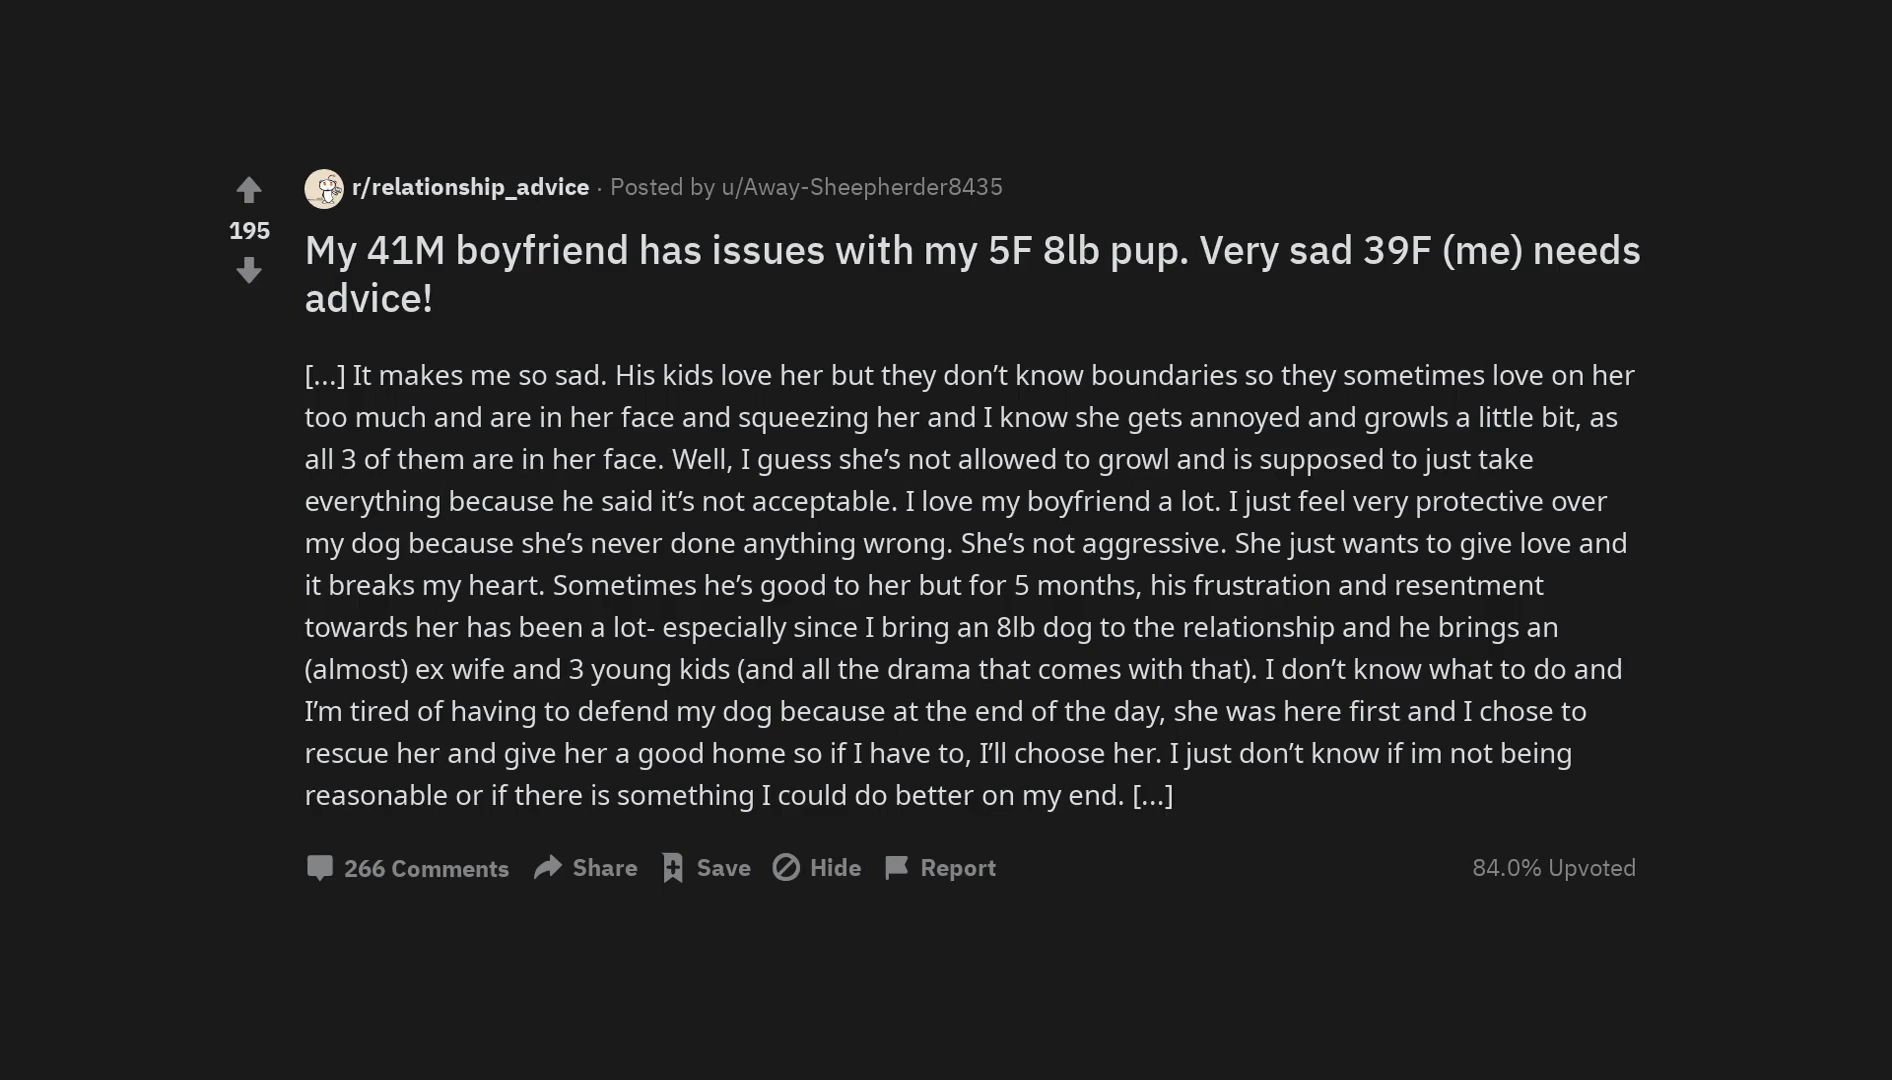 r/relationship_advice · Posted by u/Away-Sheepherder8435
195
My 41M boyfriend has issues with my 5F 8lb pup. Very sad 39F (me) needs
advice!
[...] It makes me so sad. His kids love her but they don’t know boundaries so they sometimes love on her
too much and are in her face and squeezing her and I know she gets annoyed and growls a little bit, as
all 3 of them are in her face. Well, I guess she’s not allowed to growl and is supposed to just take
everything because he said it’s not acceptable. I love my boyfriend a lot. I just feel very protective over
my dog because she’s never done anything wrong. She’s not aggressive. She just wants to give love and
it breaks my heart. Sometimes he’s good to her but for 5 months, his frustration and resentment
towards her has been a lot- especially since I bring an 8lb dog to the relationship and he brings an
(almost) ex wife and 3 young kids (and all the drama that comes with that). I don’t know what to do and
I’m tired of having to defend my dog because at the end of the day, she was here first and I chose to
rescue her and give her a good home so if I have to, I’ll choose her. I just don’t know if im not being
reasonable or if there is something I could do better on my end. [...]
266 Comments Share Save Hide Report 84.0% Upvoted